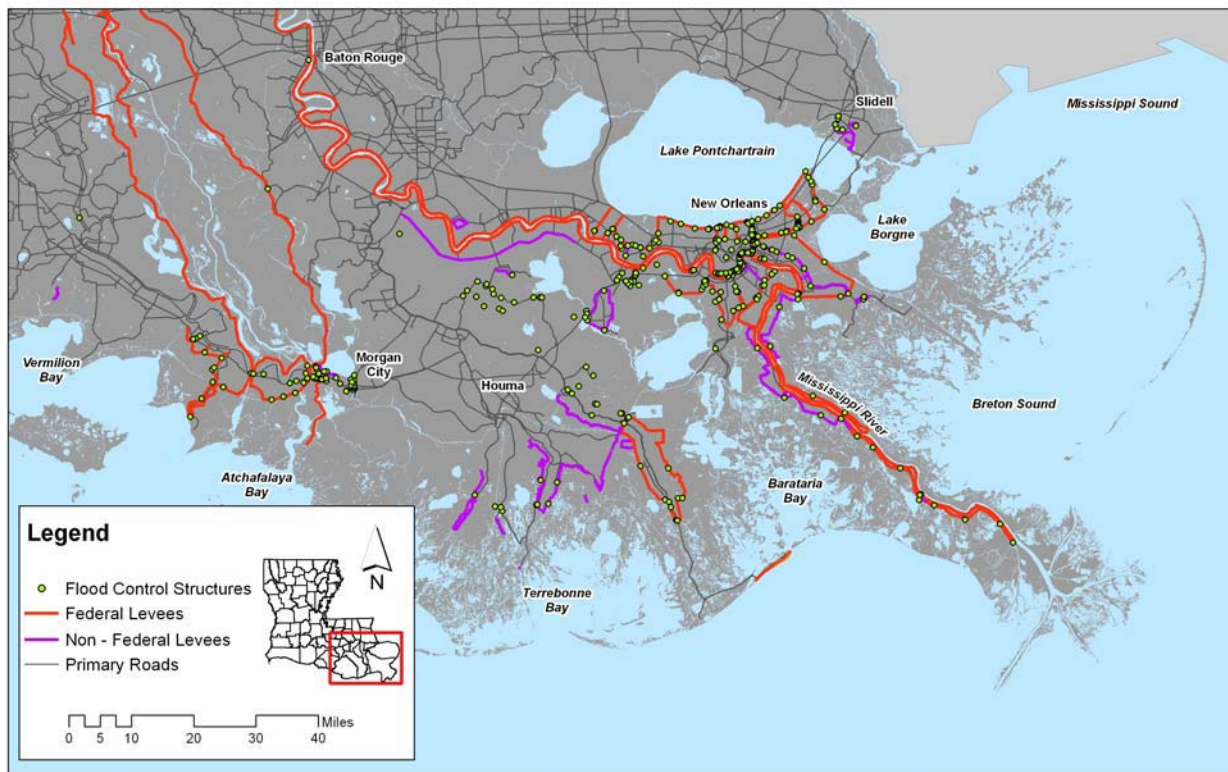 Baton Rouge
Slidell
Mississippi Sound
Lake Pontchartrain
New Orleans
Lake
Borgne
Vermilion
Bay
Morgan
City
Houma
Mississippi River
Breton Sound
Atchafalaya
Bay
Barataria
Bay
Terrebonne
Bay
Legend
N
Flood Control Structures
Federal Levees
Non - Federal Levees
Primary Roads
Miles
0 5 10 20 30 40